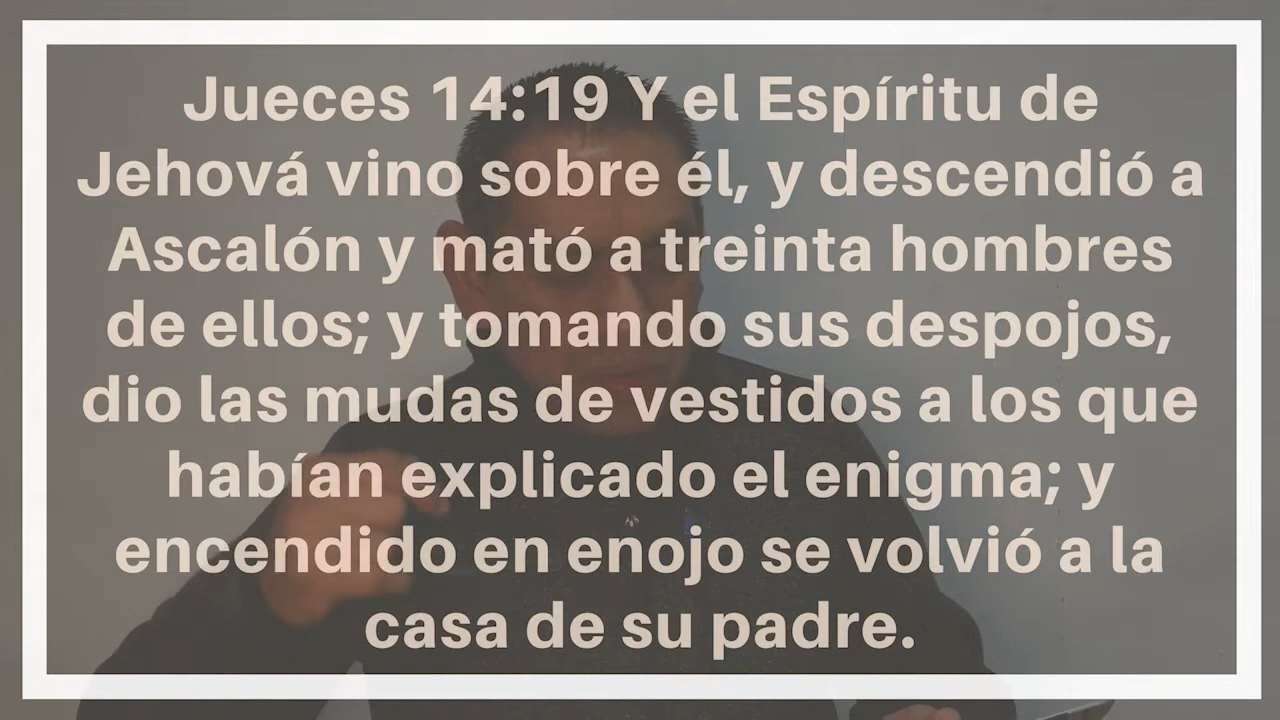 Jueces 14:19 Y el Espíritu de
Jehová vino sobre él, y descendió a
Ascalón y mató a treinta hombres
de ellos; y tomando sus despojos,
dio las mudas de vestidos a los que
habían explicado el enigma; y
encendido en enojo se volvió a la
casa de su padre.